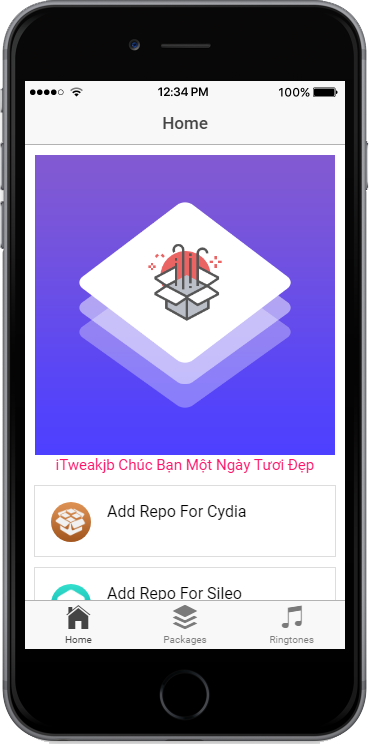 12:34 PM
100%
Home
iTweakjb Chúc Bạn Một Ngày Tươi Đẹp
Add Repo For Cydia
Add Repo For Sileo
Home
Packages
Ringtones